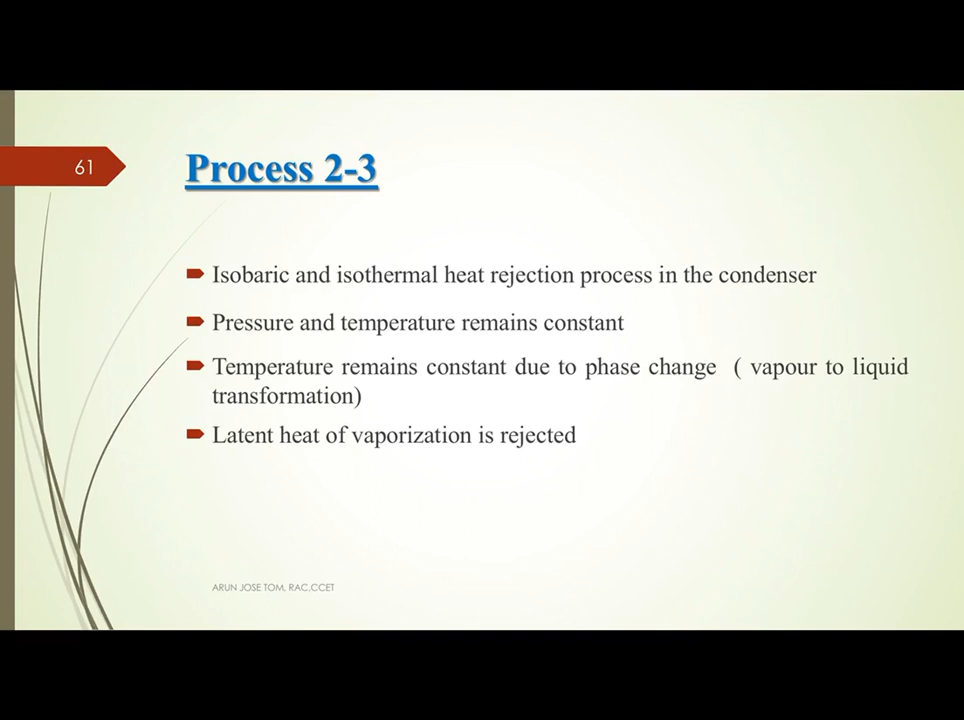 61
Process 2-3
Isobaric and isothermal heat rejection process in the condenser
Pressure and temperature remains constant
Temperature remains constant due to phase change ( vapour to liquid
transformation)
Latent heat of vaporization is rejected
ARUN JOSE TOM, RAC,CCET